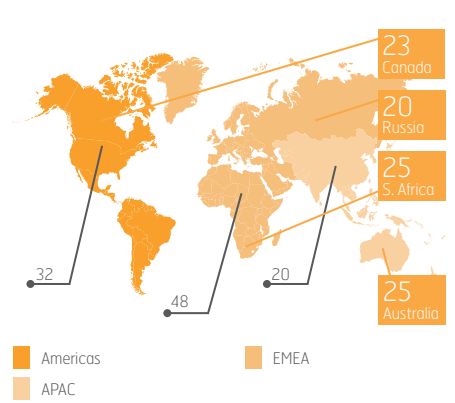 23
Canada
20
Russia
25
S. Africa
32
48
20
25
Australia
Americas
EMEA
APAC